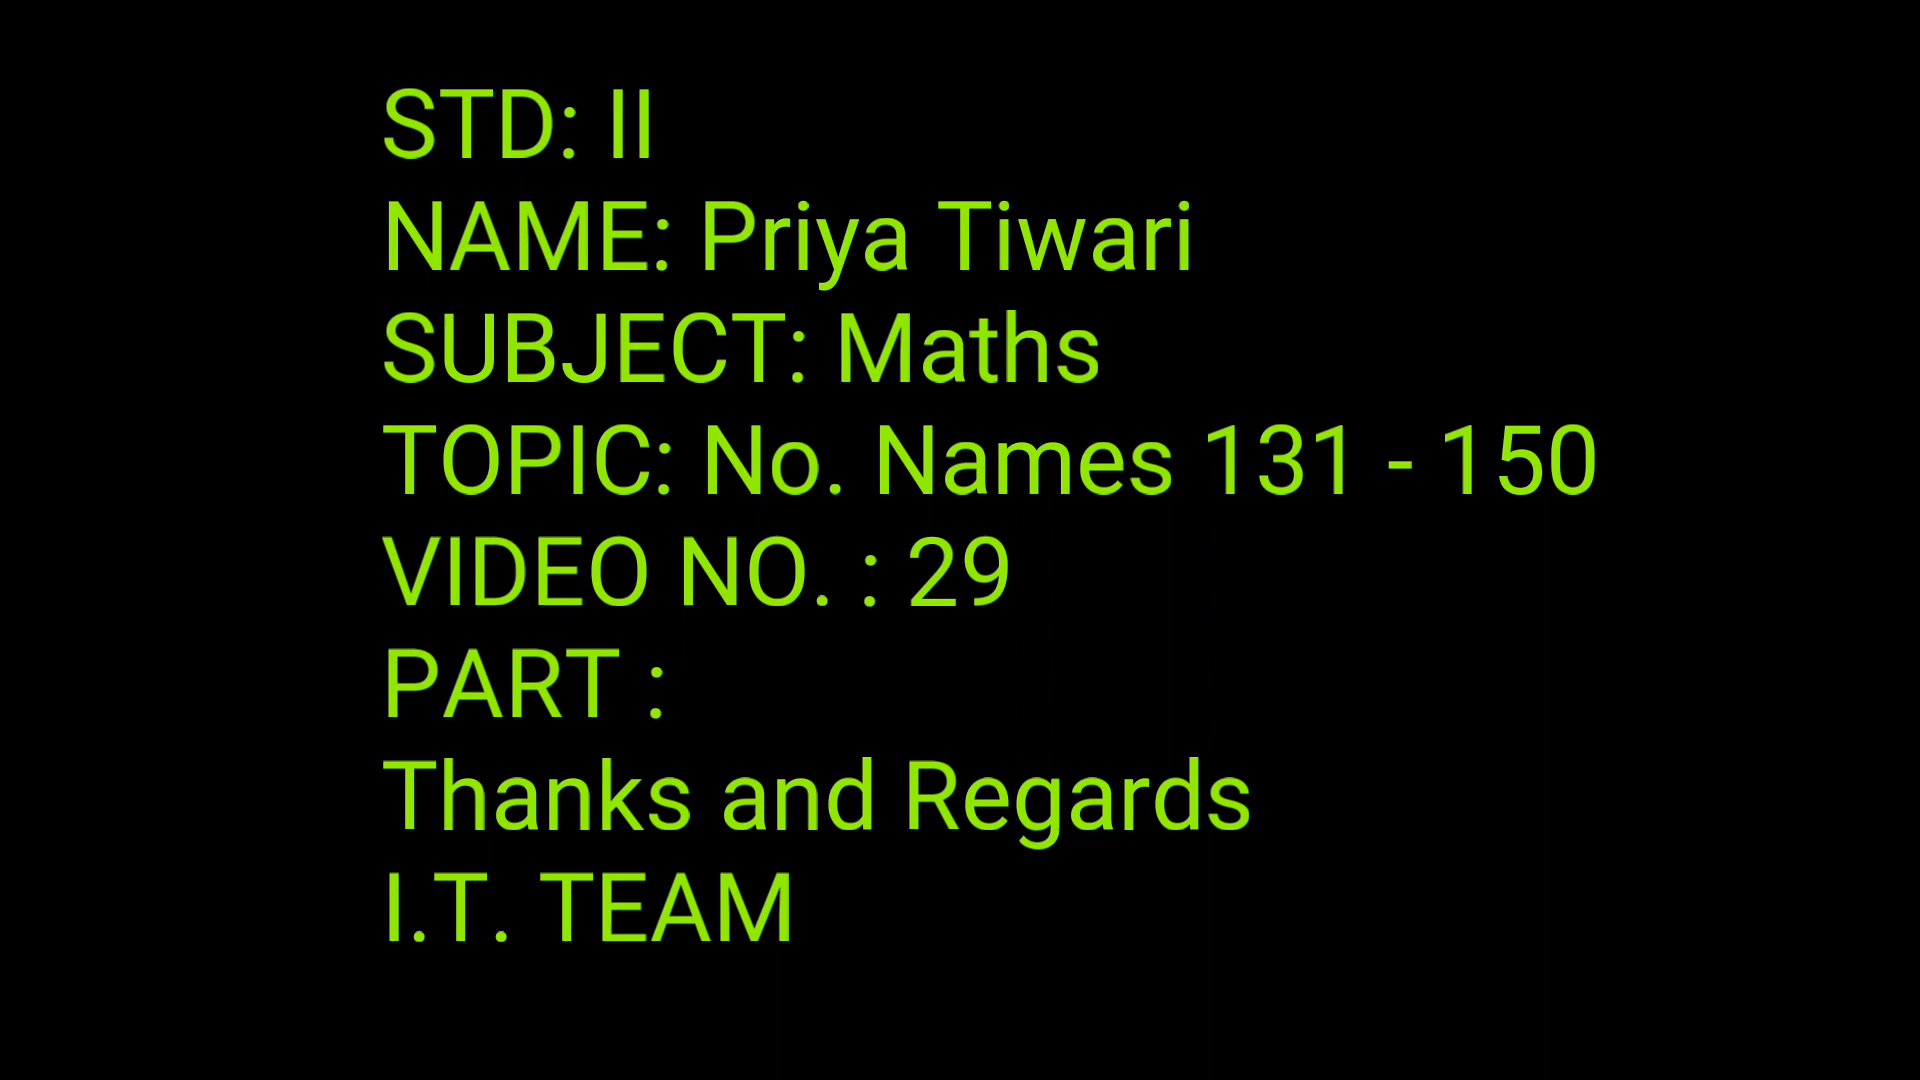 STD: II
NAME: Priya Tiwari
SUBJECT: Maths
TOPIC: No. Names 131 - 150
VIDEO NO. : 29
PART :
Thanks and Regards
I.T. TEAM